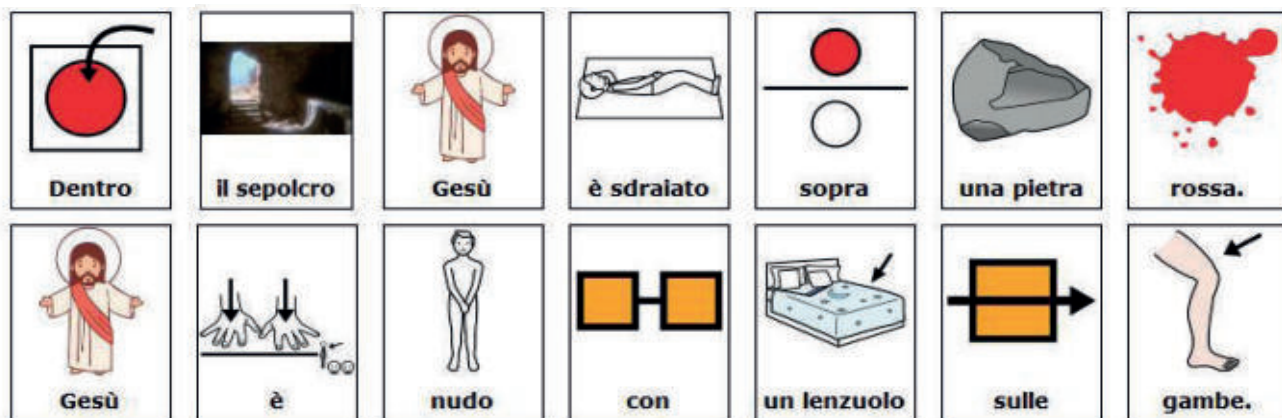 Dentro il sepolcro Gesù è sdraiato sopra una pietra rossa.
Gesù è nudo con un lenzuolo sulle gambe.